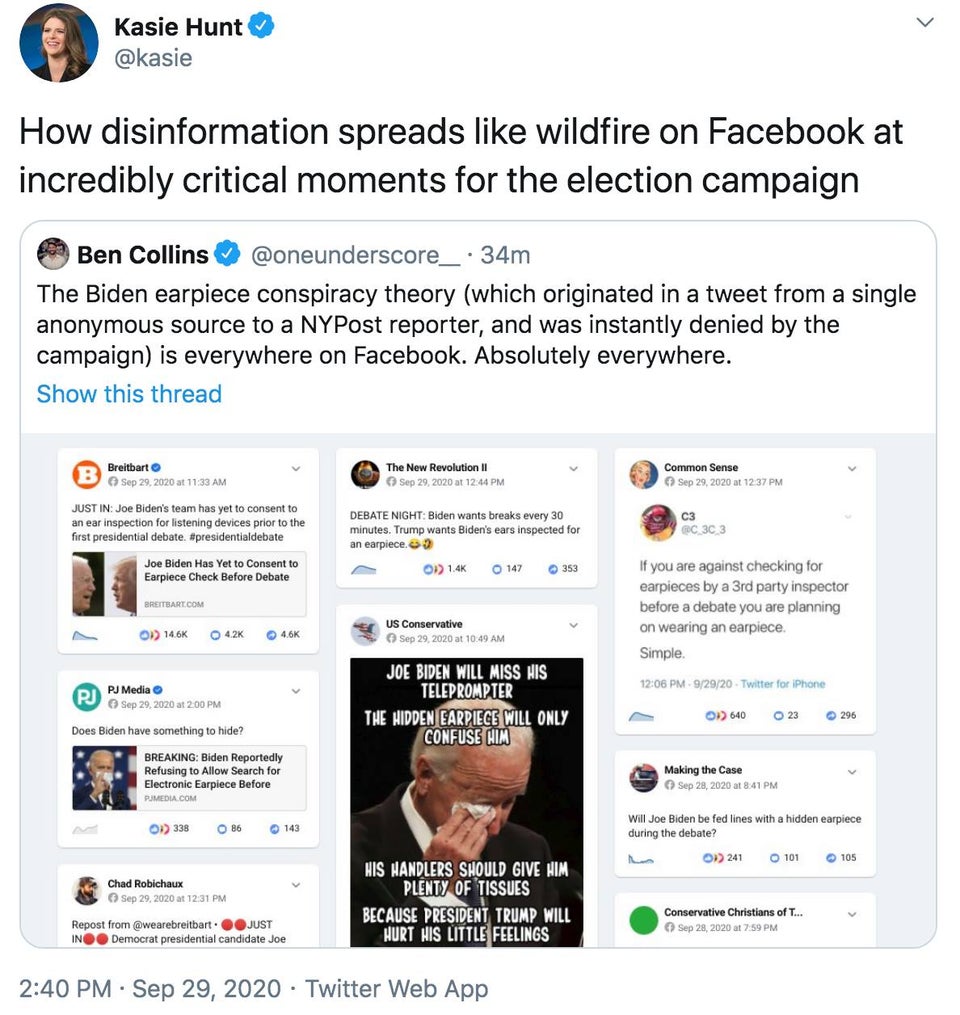 Kasie Hunt
@kasie
How disinformation spreads like wildfire on Facebook at
incredibly critical moments for the election campaign
Ben Collins @oneunderscore__ · 34m
The Biden earpiece conspiracy theory (which originated in a tweet from a single
anonymous source to a NYPost reporter, and was instantly denied by the
campaign) is everywhere on Facebook. Absolutely everywhere.
Show this thread
B
Breitbart
Sep 29, 2020 at 11:33 AM
JUST IN: Joe Biden's team has yet to consent to
an ear inspection for listening devices prior to the
first presidential debate. #presidentialdebate
Joe Biden Has Yet to Consent to
Earpiece Check Before Debate
BREITBART.COM
14.6K 4.2K 4.6K
PJ
PJ Media
Sep 29, 2020 at 2:00 PM
Does Biden have something to hide?
BREAKING: Biden Reportedly
Refusing to Allow Search for
Electronic Earpiece Before
PJMEDIA.COM
338 86 143
Chad Robichaux
Sep 29, 2020 at 12:31 PM
Repost from @wearebreitbart • 🔴🔴JUST
IN🔴🔴 Democrat presidential candidate Joe
The New Revolution II
Sep 29, 2020 at 12:44 PM
DEBATE NIGHT: Biden wants breaks every 30
minutes. Trump wants Biden's ears inspected for
an earpiece.😂🤣
1.4K 147 353
US Conservative
Sep 29, 2020 at 10:49 AM
JOE BIDEN WILL MISS HIS
TELEPROMPTER
THE HIDDEN EARPIECE WILL ONLY
CONFUSE HIM
HIS HANDLERS SHOULD GIVE HIM
PLENTY OF TISSUES
BECAUSE PRESIDENT TRUMP WILL
HURT HIS LITTLE FEELINGS
Common Sense
Sep 29, 2020 at 12:37 PM
C3
@C_3C_3
If you are against checking for
earpieces by a 3rd party inspector
before a debate you are planning
on wearing an earpiece.
Simple.
12:06 PM · 9/29/20 · Twitter for iPhone
640 23 296
Making the Case
Sep 28, 2020 at 8:41 PM
Will Joe Biden be fed lines with a hidden earpiece
during the debate?
241 101 105
Conservative Christians of T...
Sep 28, 2020 at 7:59 PM
2:40 PM · Sep 29, 2020 · Twitter Web App